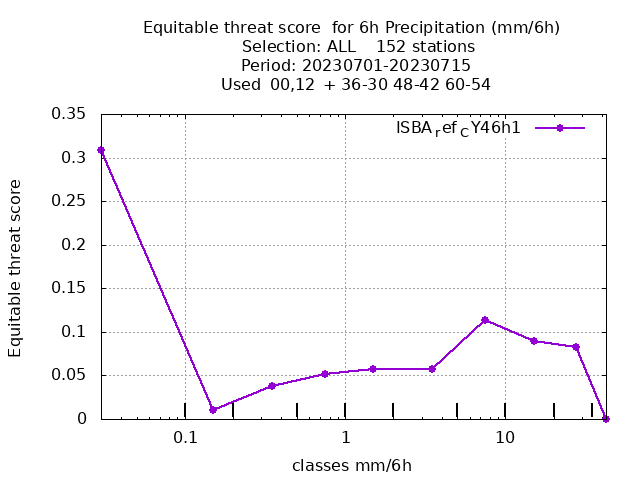 Equitable threat score  for 6h Precipitation (mm/6h)
Selection: ALL    152 stations
Period: 20230701-20230715
Used  00,12  + 36-30 48-42 60-54
ISBAref CY46h1
0.35
0.3
0.25
0.2
0.15
0.1
0.05
0
Equitable threat score
0.1
1
10
classes mm/6h